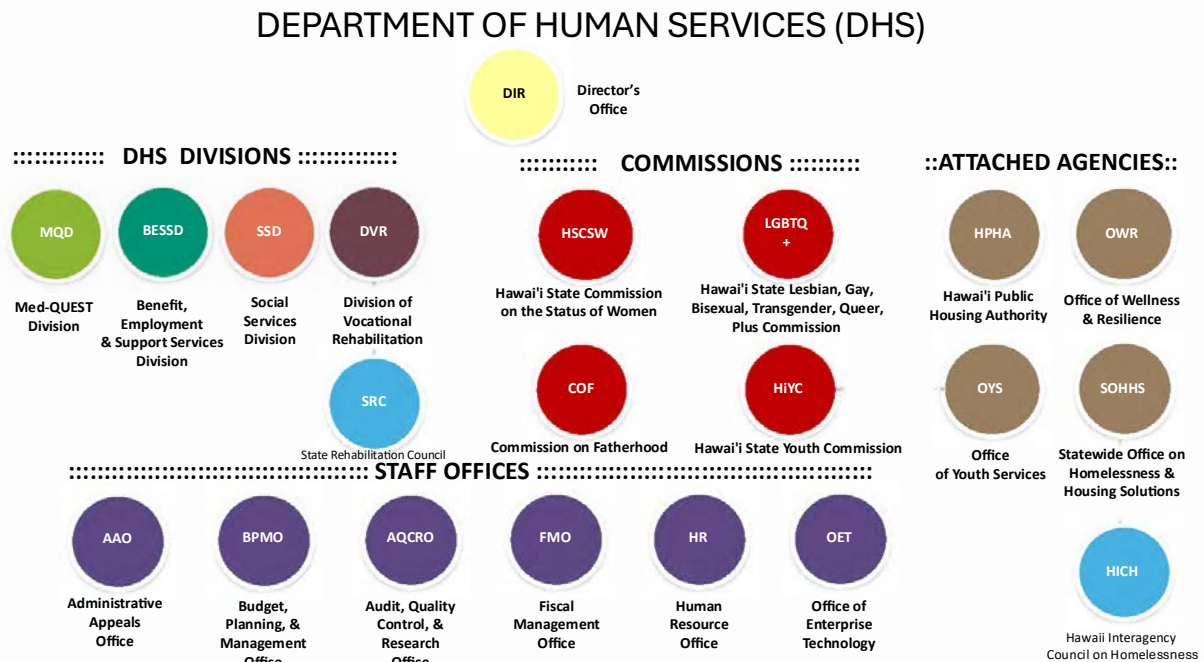 DEPARTMENT OF HUMAN SERVICES (DHS)
DIR
Director's
Office
::::::::::::: DHS DIVISIONS ::::::::::::::
MQD
BESSD
SSD
DVR
Med-QUEST
Division
Benefit,
Employment
& Support Services
Division
Social
Services
Division
Division of
Vocational
Rehabilitation
SRC
State Rehabilitation Council
::::::::::: COMMISSIONS ::::::::::
HSCSW
LGBTQ
+
Hawai'i State Commission
on the Status of Women
Hawai'i State Lesbian, Gay,
Bisexual, Transgender, Queer,
Plus Commission
COF
HiYC
Commission on Fatherhood
Hawai'i State Youth Commission
::ATTACHED AGENCIES::
HPHA
OWR
Hawai'i Public
Housing Authority
Office of Wellness
& Resilience
OYS
SOHHS
Office
of Youth Services
Statewide Office on
Homelessness &
Housing Solutions
HICH
Hawaii Interagency
Council on Homelessness
::::::::::::::::::::::::::::::::::::::::::: STAFF OFFICES ::::::::::::::::::::::::::::::::::::::::::::::::
AAO
BPMO
AQCRO
FMO
HR
OET
Administrative
Appeals
Office
Budget,
Planning, &
Management
Office
Audit, Quality
Control, &
Research
Office
Fiscal
Management
Office
Human
Resource
Office
Office of
Enterprise
Technology